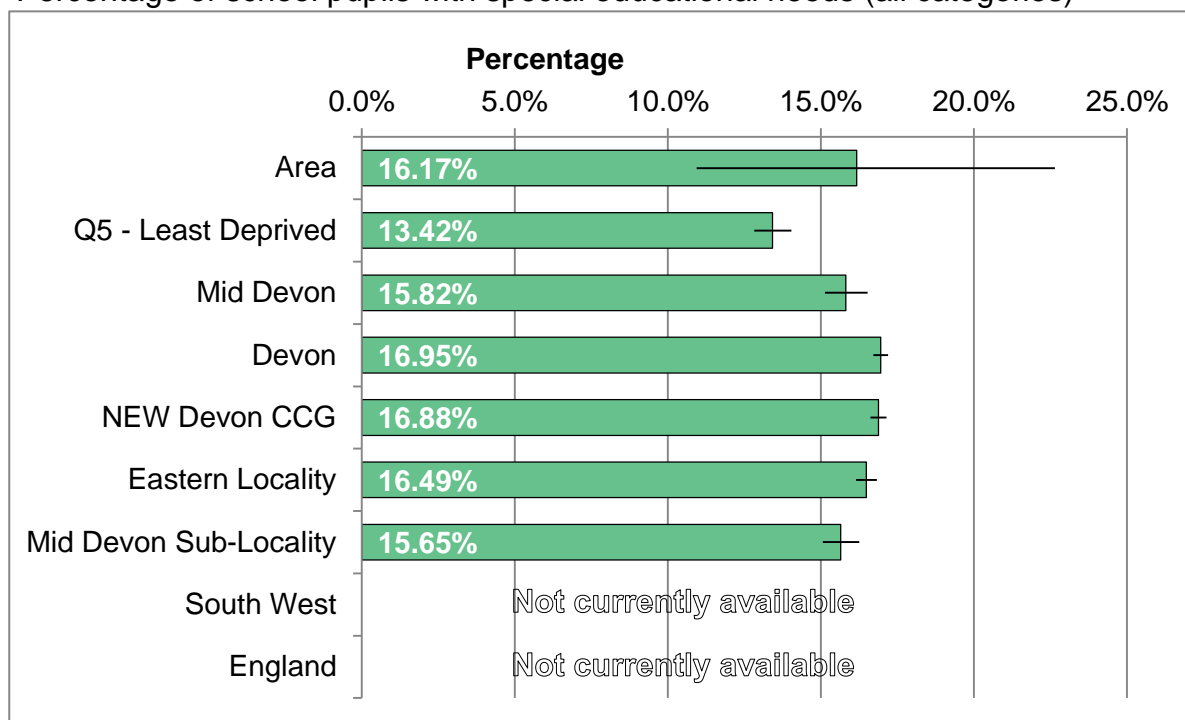 Percentage of school pupils with special educational needs (all categories)
Percentage
0.0% 5.0% 10.0% 15.0% 20.0% 25.0%
Area 16.17%
Q5 - Least Deprived 13.42%
Mid Devon 15.82%
Devon 16.95%
NEW Devon CCG 16.88%
Eastern Locality 16.49%
Mid Devon Sub-Locality 15.65%
South West Not currently available
England Not currently available